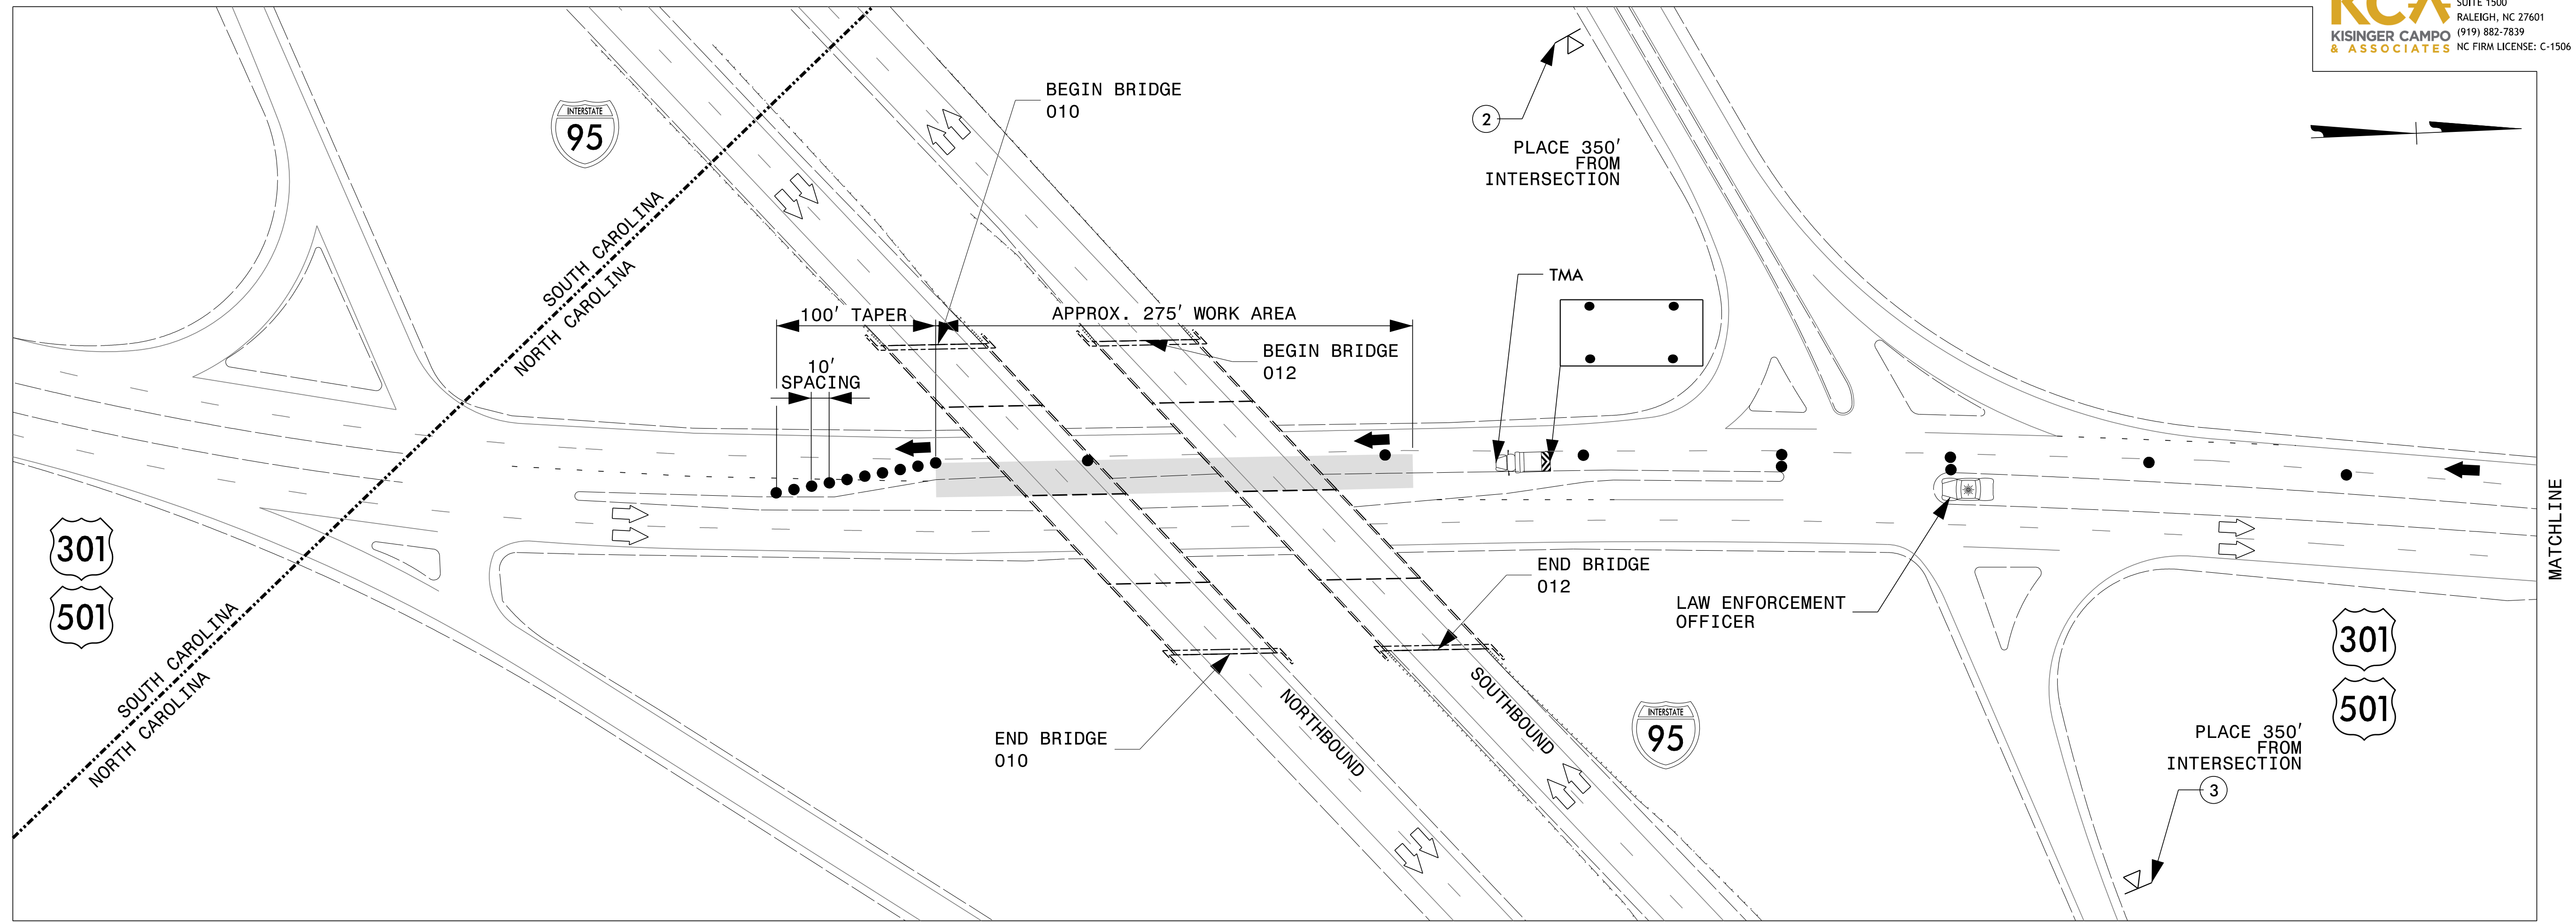 KCA
KISINGER CAMPO
& ASSOCIATES
SUITE 1500
RALEIGH, NC 27601
(919) 882-7839
NC FIRM LICENSE: C-1506
INTERSTATE
95
BEGIN BRIDGE
010
2
PLACE 350'
FROM
INTERSECTION
SOUTH CAROLINA
NORTH CAROLINA
TMA
100' TAPER
APPROX. 275' WORK AREA
BEGIN BRIDGE
012
10'
SPACING
301
501
MATCHLINE
END BRIDGE
012
LAW ENFORCEMENT
OFFICER
301
501
SOUTH CAROLINA
NORTH CAROLINA
NORTHBOUND
SOUTHBOUND
INTERSTATE
95
END BRIDGE
010
PLACE 350'
FROM
INTERSECTION
3